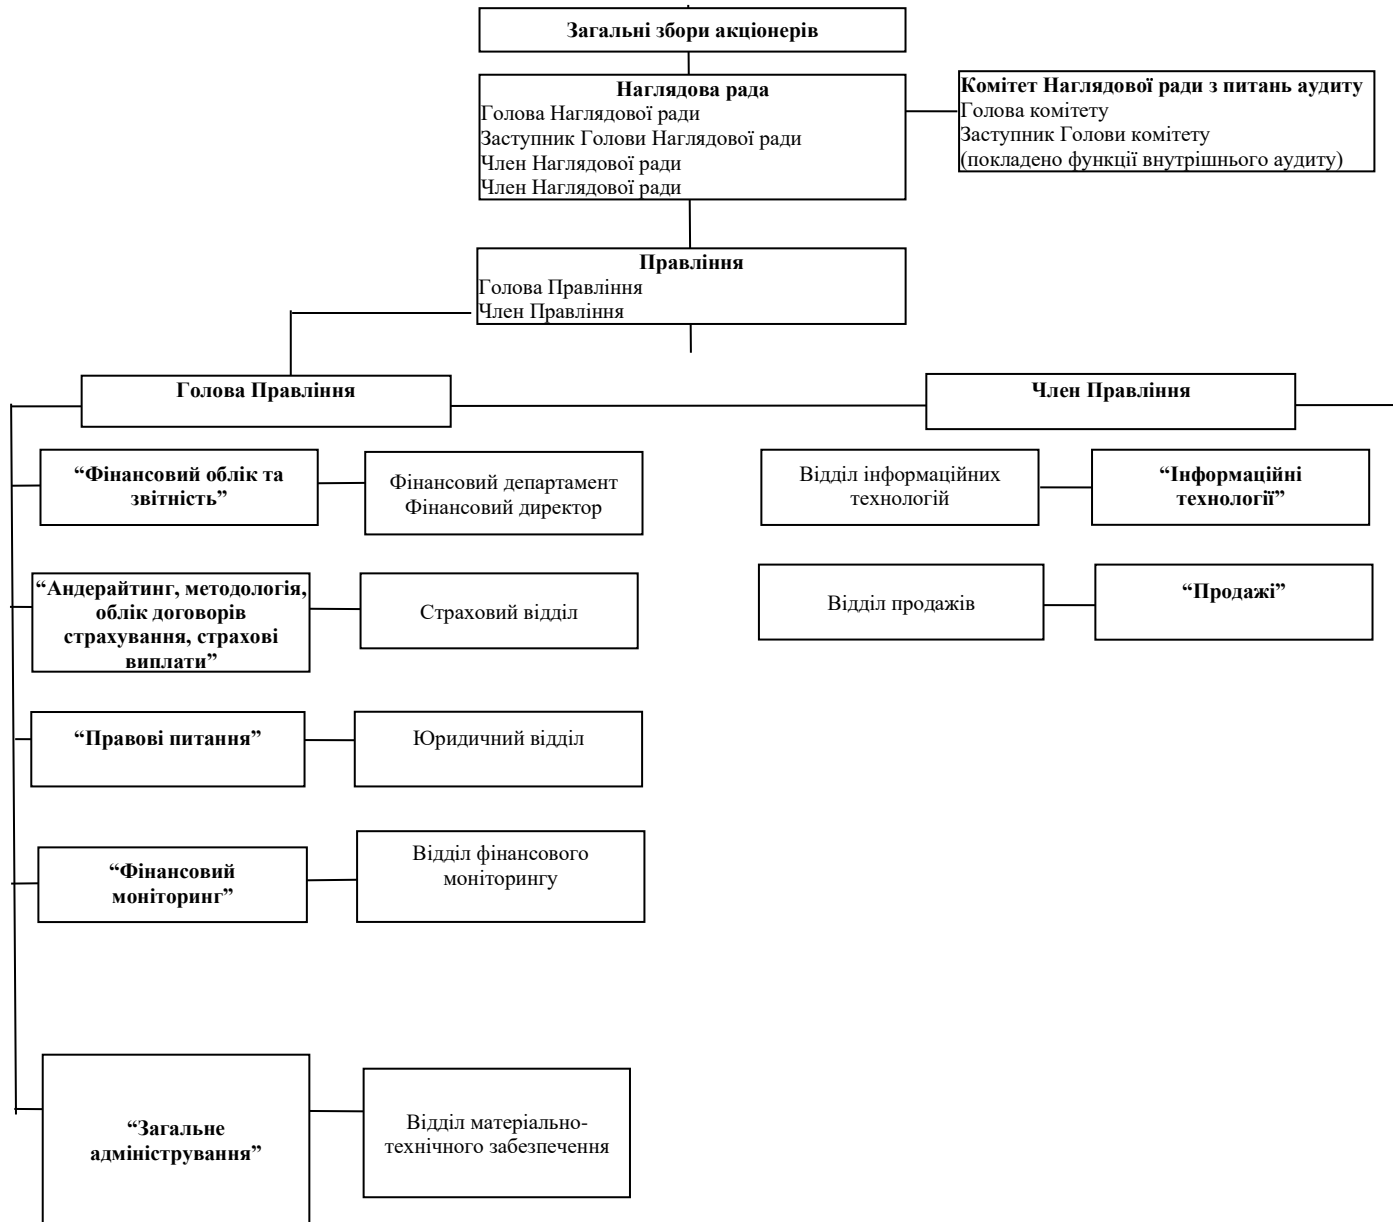 Загальні збори акціонерів
Наглядова рада
Голова Наглядової ради
Заступник Голови Наглядової ради
Член Наглядової ради
Член Наглядової ради
Комітет Наглядової ради з питань аудиту
Голова комітету
Заступник Голови комітету
(покладено функції внутрішнього аудиту)
Правління
Голова Правління
Член Правління
Голова Правління
Член Правління
“Фінансовий облік та
звітність”
Фінансовий департамент
Фінансовий директор
Відділ інформаційних
технологій
“Інформаційні
технології”
“Андерайтинг, методологія,
облік договорів
страхування, страхові
виплати”
Страховий відділ
Відділ продажів
“Продажі”
“Правові питання”
Юридичний відділ
“Фінансовий
моніторинг”
Відділ фінансового
моніторингу
“Загальне
адміністрування”
Відділ матеріально-
технічного забезпечення